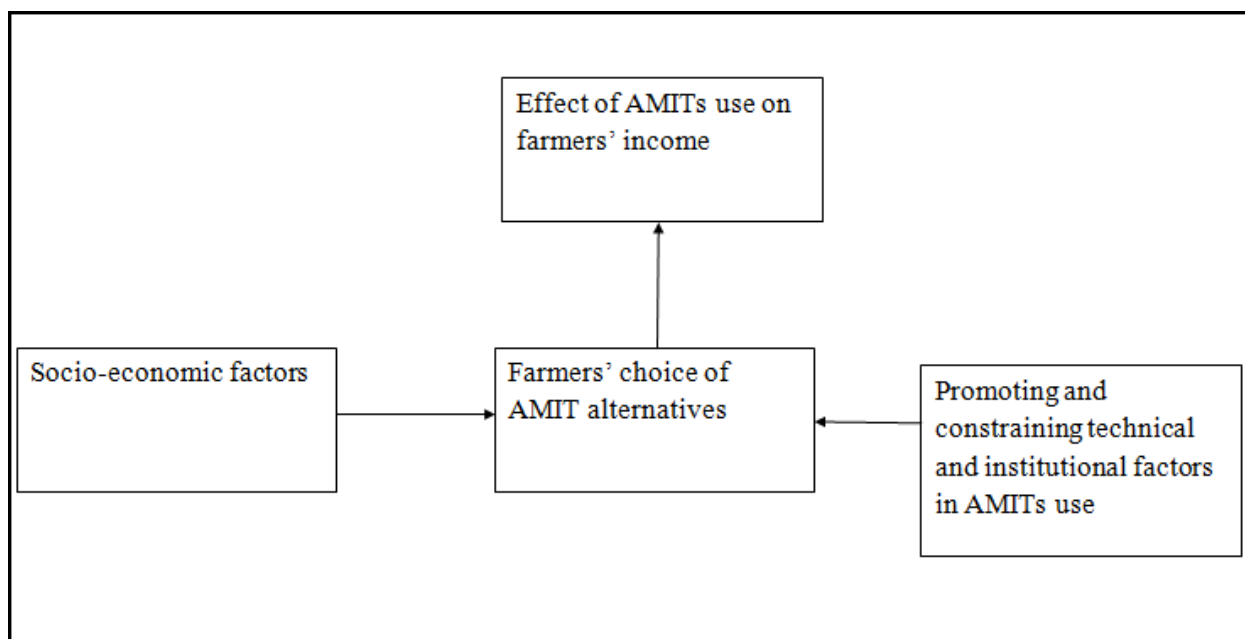 Effect of AMITs use on
farmers’ income
Socio-economic factors
Farmers’ choice of
AMIT alternatives
Promoting and
constraining technical
and institutional factors
in AMITs use